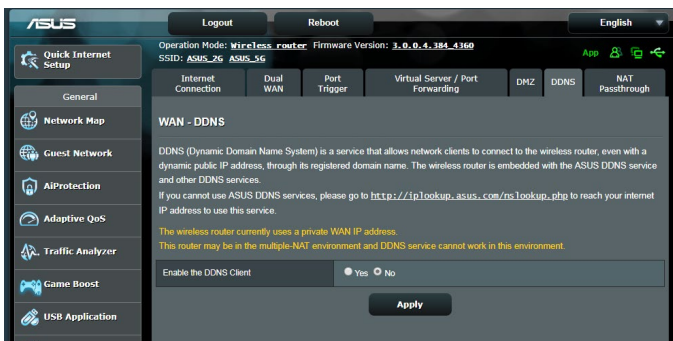 ASUS
Logout
Reboot
English
Quick Internet
Setup
Operation Mode: Wireless router Firmware Version: 3.0.0.4.384_4360
SSID: ASUS_2G ASUS_5G
App
Internet
Connection
Dual
WAN
Port
Trigger
Virtual Server / Port
Forwarding
DMZ
DDNS
NAT
Passthrough
General
Network Map
Guest Network
AiProtection
Adaptive QoS
Traffic Analyzer
Game Boost
USB Application
WAN - DDNS
DDNS (Dynamic Domain Name System) is a service that allows network clients to connect to the wireless router, even with a
dynamic public IP address, through its registered domain name. The wireless router is embedded with the ASUS DDNS service
and other DDNS services.
If you cannot use ASUS DDNS services, please go to http://iplookup.asus.com/nslookup.php to reach your internet
IP address to use this service.
The wireless router currently uses a private WAN IP
address.
This router may be in the multiple-NAT environment and DDNS service cannot work in this environment.
Enable the DDNS Client
Yes No
Apply